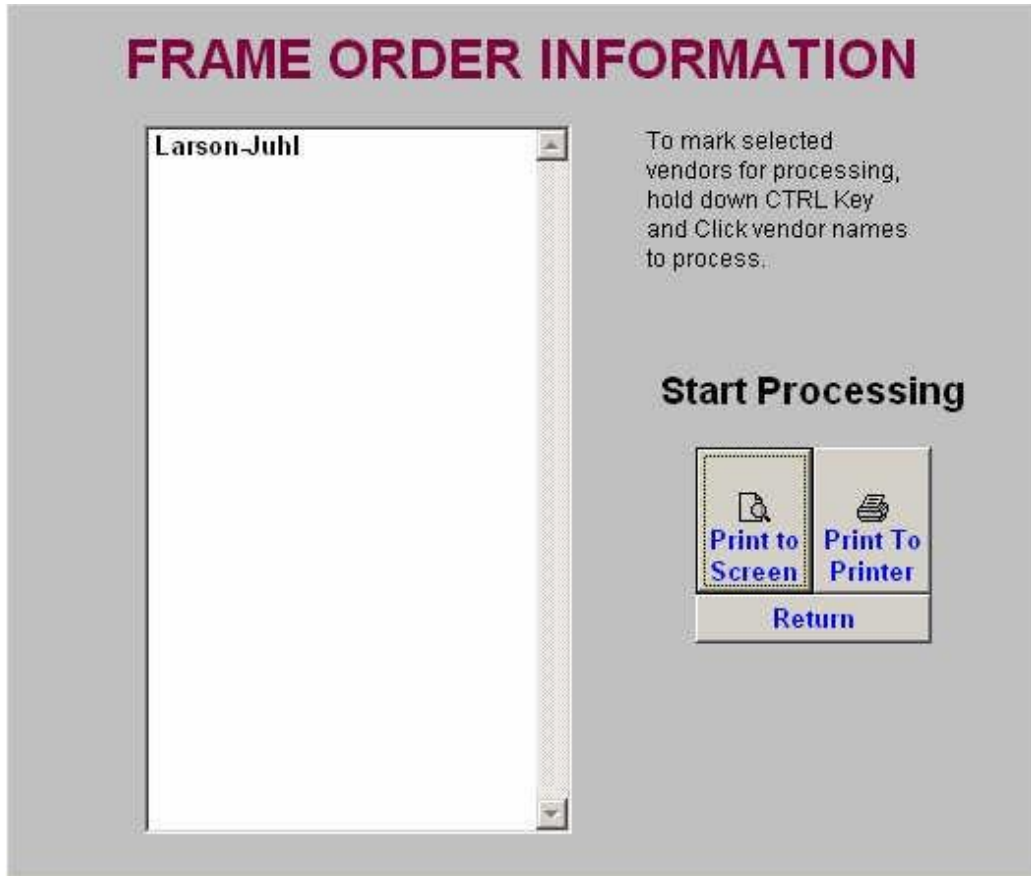 FRAME ORDER INFORMATION
Larson-Juhl
To mark selected
vendors for processing,
hold down CTRL Key
and Click vendor names
to process.
Start Processing
Print to
Screen
Print To
Printer
Return